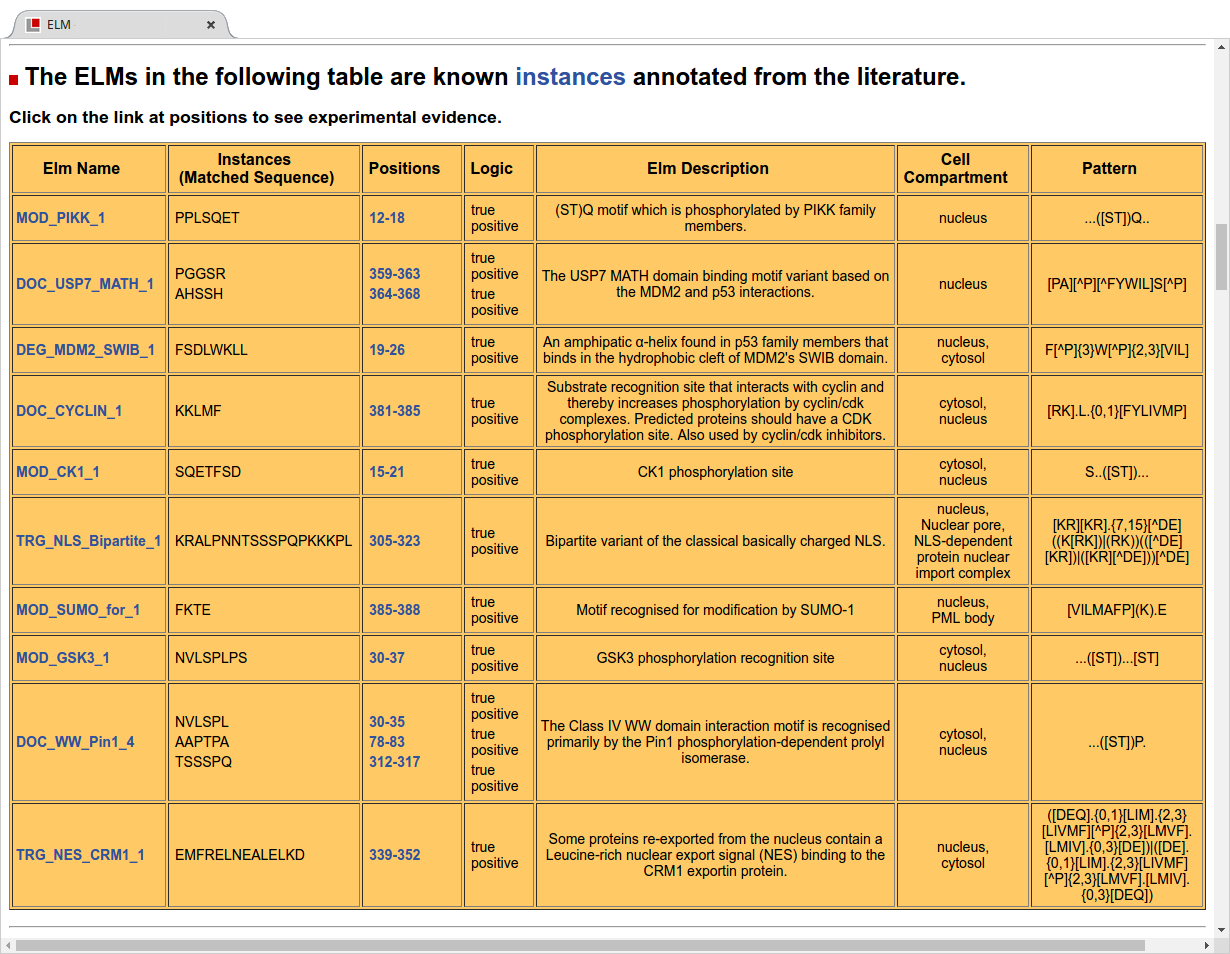 ELM
The ELMs in the following table are known instances annotated from the literature.
Click on the link at positions to see experimental evidence.
Elm Name
Instances
(Matched Sequence)
Positions
Logic
Elm Description
Cell
Compartment
Pattern
MOD_PIKK_1
PPLSQET
12-18
true
positive
(ST)Q motif which is phosphorylated by PIKK family
members.
nucleus
...([ST])Q..
DOC_USP7_MATH_1
PGGSR
AHSSH
359-363
364-368
true
positive
true
positive
The USP7 MATH domain binding motif variant based on
the MDM2 and p53 interactions.
nucleus
[PA][^P][^FYWIL]S[^P]
DEG_MDM2_SWIB_1
FSDLWKLL
19-26
true
positive
An amphipatic α-helix found in p53 family members that
binds in the hydrophobic cleft of MDM2's SWIB domain.
nucleus,
cytosol
F[^P]{3}W[^P]{2,3}[VIL]
DOC_CYCLIN_1
KKLMF
381-385
true
positive
Substrate recognition site that interacts with cyclin and
thereby increases phosphorylation by cyclin/cdk
complexes. Predicted proteins should have a CDK
phosphorylation site. Also used by cyclin/cdk inhibitors.
cytosol,
nucleus
[RK].L.{0,1}[FYLIVMP]
MOD_CK1_1
SQETFSD
15-21
true
positive
CK1 phosphorylation site
cytosol,
nucleus
S..([ST])...
TRG_NLS_Bipartite_1
KRALPNNTSSSPQPKKKPL
305-323
true
positive
Bipartite variant of the classical basically charged NLS.
nucleus,
Nuclear pore,
NLS-dependent
protein nuclear
import complex
[KR][KR].{7,15}[^DE]
((K[RK])|(RK))(([^DE]
[KR])|([KR][^DE]))[^DE]
MOD_SUMO_for_1
FKTE
385-388
true
positive
Motif recognised for modification by SUMO-1
nucleus,
PML body
[VILMAFP](K).E
MOD_GSK3_1
NVLSPLPS
30-37
true
positive
GSK3 phosphorylation recognition site
cytosol,
nucleus
...([ST])...[ST]
DOC_WW_Pin1_4
NVLSPL
AAPTPA
TSSSPQ
30-35
78-83
312-317
true
positive
true
positive
true
positive
The Class IV WW domain interaction motif is recognised
primarily by the Pin1 phosphorylation-dependent prolyl
isomerase.
cytosol,
nucleus
...([ST])P.
TRG_NES_CRM1_1
EMFRELNEALELKD
339-352
true
positive
Some proteins re-exported from the nucleus contain a
Leucine-rich nuclear export signal (NES) binding to the
CRM1 exportin protein.
nucleus,
cytosol
([DEQ].{0,1}[LIM].{2,3}
[LIVMF][^P]{2,3}[LMVF].
[LMIV].{0,3}[DE])|([DE].
{0,1}[LIM].{2,3}[LIVMF]
[^P]{2,3}[LMVF].[LMIV].
{0,3}[DEQ])